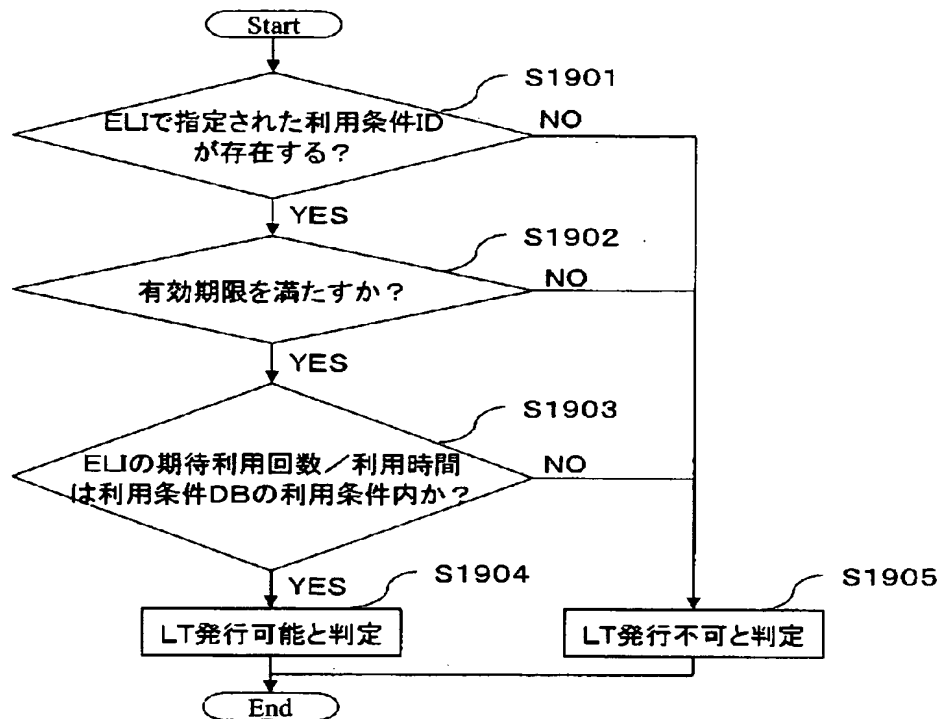 Start
S1901
ELIで指定された利用条件ID
が存在する?
NO
YES
S1902
有効期限を満たすか?
NO
YES
S1903
ELIの期待利用回数/利用時間
は利用条件DBの利用条件内か?
NO
YES
S1904
LT発行可能と判定
S1905
LT発行不可と判定
End